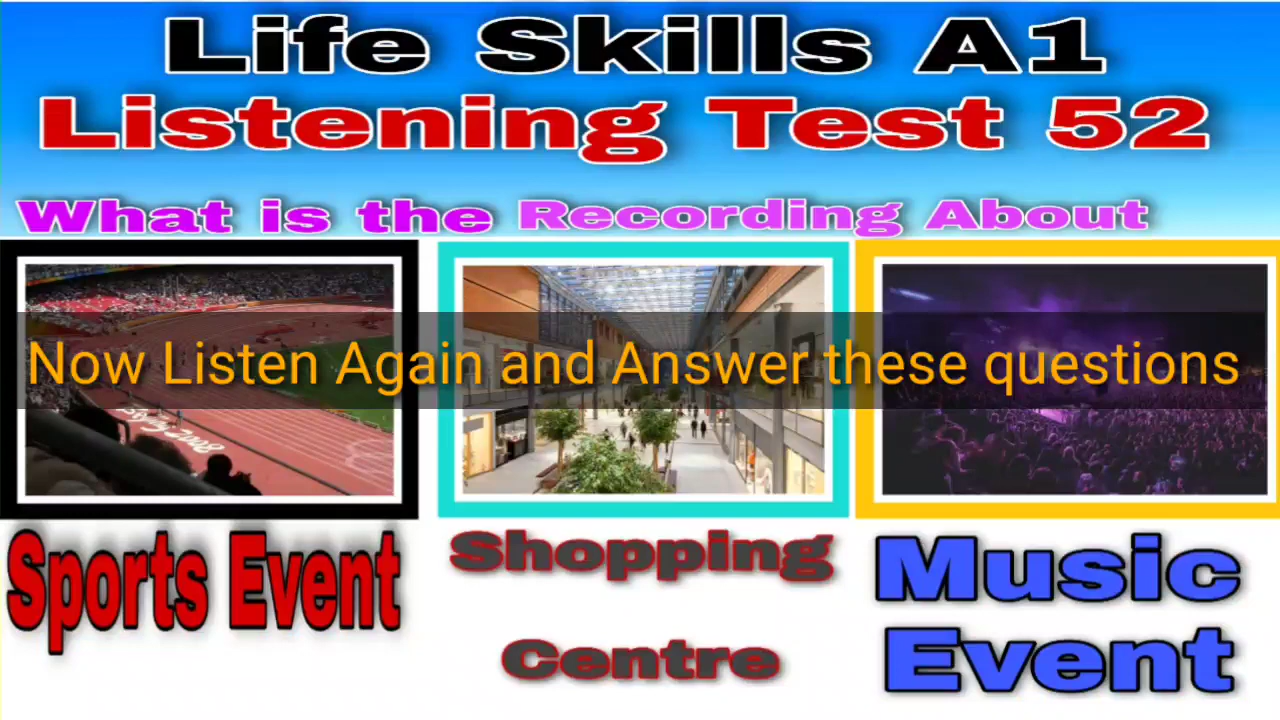 Life Skills A1
Listening Test 52
What is the Recording About
Now Listen Again and Answer these questions
Sports Event
Shopping
Centre
Music
Event